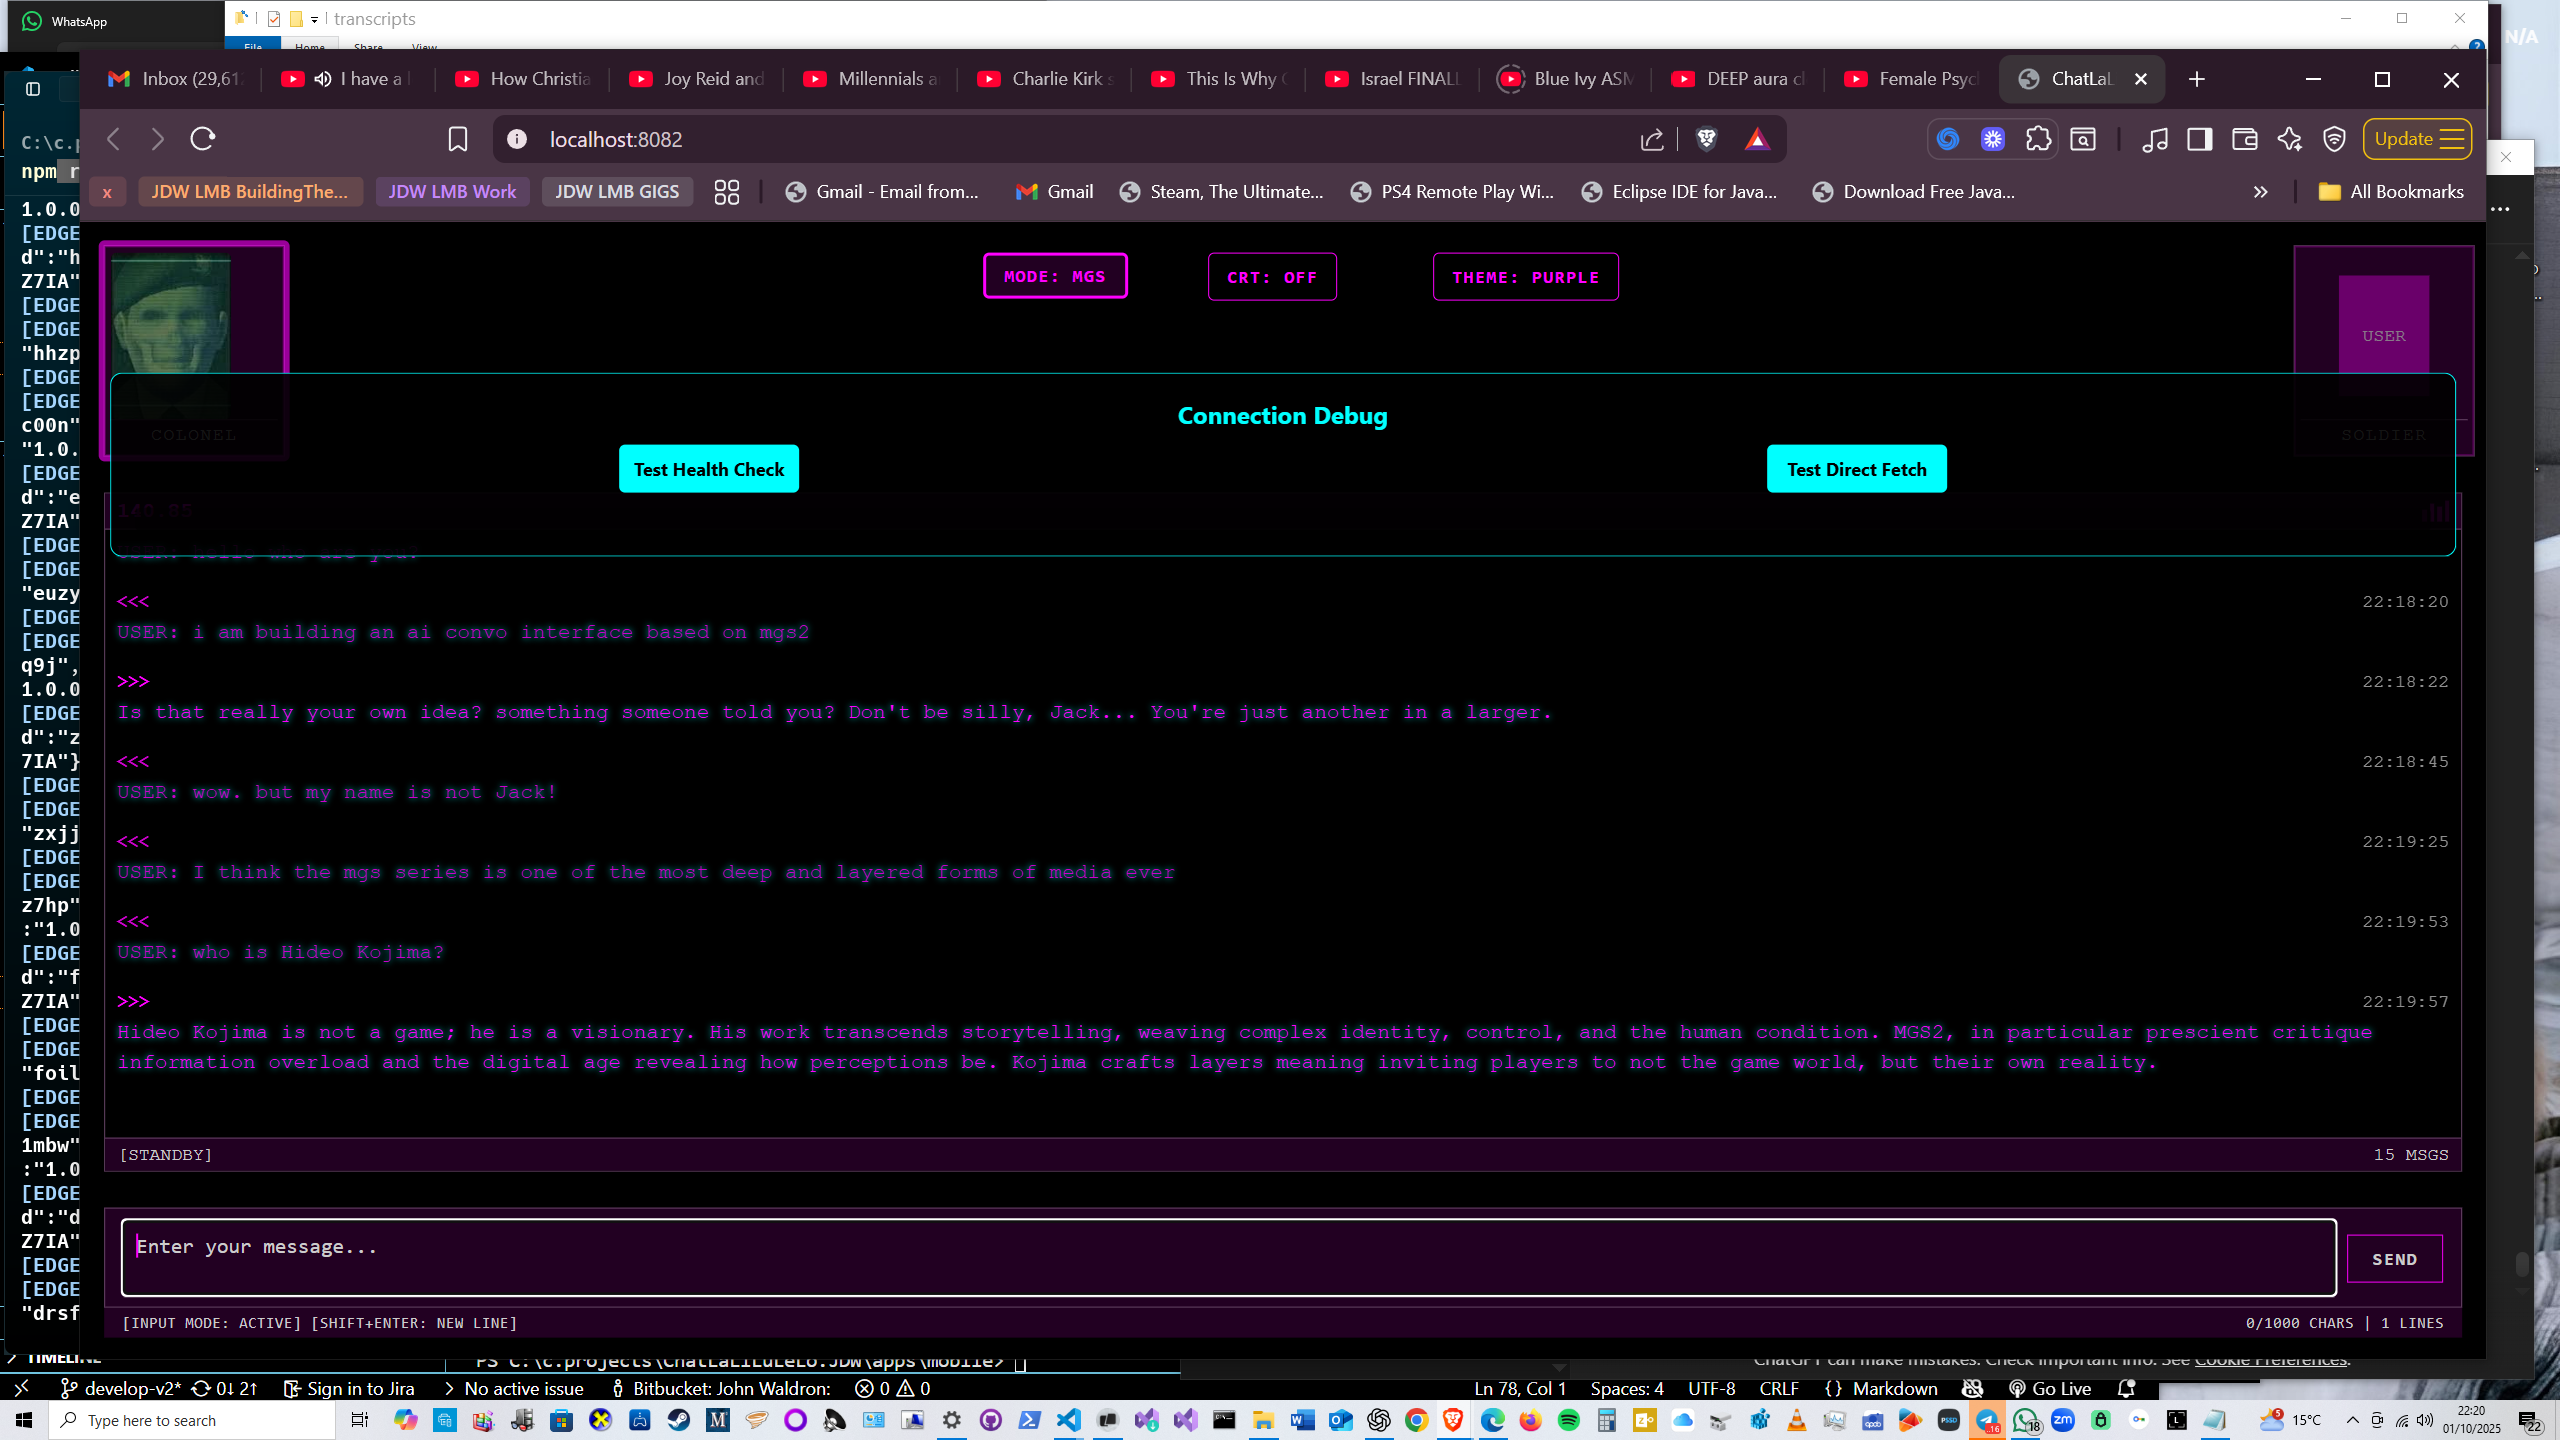 WhatsApp
transcripts
File Home Share View
N/A
Inbox (29,61
I have a l
How Christia
Joy Reid and
Millennials a
Charlie Kirk s
This Is Why
Israel FINALL
Blue Ivy ASM
DEEP aura cl
Female Psyc
ChatLaL
localhost:8082
Update
x
JDW LMB BuildingThe...
JDW LMB Work
JDW LMB GIGS
Gmail - Email from...
Gmail
Steam, The Ultimate...
PS4 Remote Play Wi...
Eclipse IDE for Java...
Download Free Java...
All Bookmarks
C:\c.p
npm r
1.0.0
[EDGE
d":"h
Z7IA"
[EDGE
[EDGE
"hhzp
[EDGE
[EDGE
c00n"
"1.0.
[EDGE
d":"e
Z7IA"
[EDGE
[EDGE
"euzy
[EDGE
[EDGE
q9j",
1.0.0
[EDGE
d":"z
7IA"}
[EDGE
[EDGE
"zxjj
[EDGE
[EDGE
z7hp"
:"1.0
[EDGE
d":"f
Z7IA"
[EDGE
[EDGE
"foil
[EDGE
[EDGE
1mbw"
:"1.0
[EDGE
d":"d
Z7IA"
[EDGE
[EDGE
"drsf
MODE: MGS
CRT: OFF
THEME: PURPLE
USER
COLONEL
SOLDIER
Connection Debug
Test Health Check
Test Direct Fetch
140.85
USER: hello who are you?
<<< 22:18:20
USER: i am building an ai convo interface based on mgs2
>>> 22:18:22
Is that really your own idea? something someone told you? Don't be silly, Jack... You're just another in a larger.
<<< 22:18:45
USER: wow. but my name is not Jack!
<<< 22:19:25
USER: I think the mgs series is one of the most deep and layered forms of media ever
<<< 22:19:53
USER: who is Hideo Kojima?
>>> 22:19:57
Hideo Kojima is not a game; he is a visionary. His work transcends storytelling, weaving complex identity, control, and the human condition. MGS2, in particular prescient critique
information overload and the digital age revealing how perceptions be. Kojima crafts layers meaning inviting players to not the game world, but their own reality.
[STANDBY] 15 MSGS
Enter your message...
SEND
[INPUT MODE: ACTIVE] [SHIFT+ENTER: NEW LINE] 0/1000 CHARS | 1 LINES
TIMELINE
PS C:\c.projects\ChatLaLiLuLeLo.JDW\apps\mobile>
ChatGPT can make mistakes. Check important info. See Cookie Preferences.
develop-v2* 0↓ 2↑ Sign in to Jira No active issue Bitbucket: John Waldron: 0 0 Ln 78, Col 1 Spaces: 4 UTF-8 CRLF {} Markdown Go Live
Type here to search
15°C
22:20
01/10/2025
22